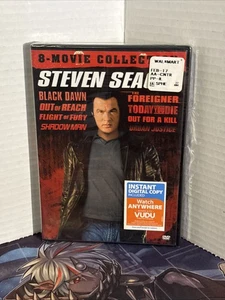 8-MOVIE COLLEC
STEVEN SEA
WALMART
BLACK DAWN
OUT OF REACH
FLIGHT OF FURY
SHADOW MAN
THE FOREIGNER
TODAY YOU DIE
OUT FOR A KILL
URBAN JUSTICE
INSTANT
DIGITAL COPY
Watch
ANYWHERE
VUDU
DVD